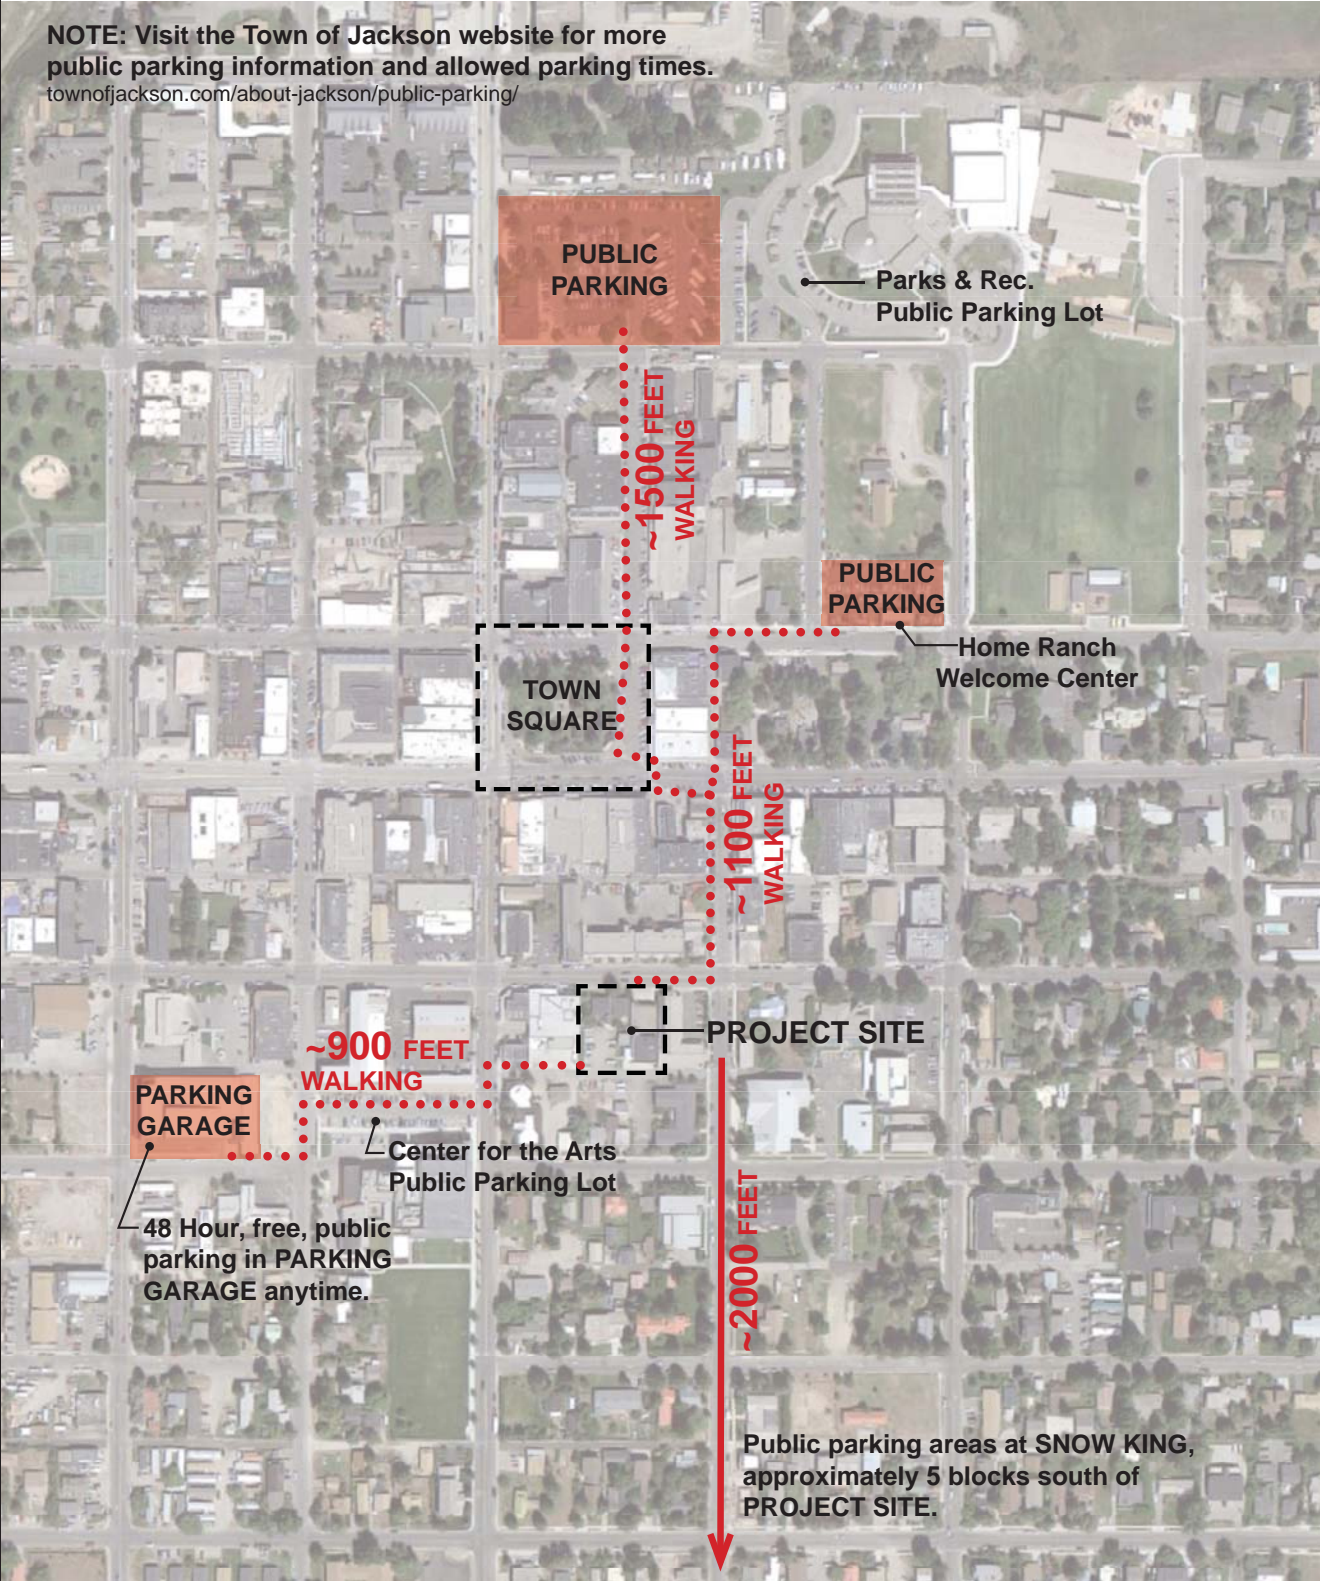 NOTE: Visit the Town of Jackson website for more
public parking information and allowed parking times.
townofjackson.com/about-jackson/public-parking/
PUBLIC
PARKING
Parks & Rec.
Public Parking Lot
~1500 FEET
WALKING
PUBLIC
PARKING
Home Ranch
Welcome Center
TOWN
SQUARE
~1100 FEET
WALKING
PROJECT SITE
~900 FEET
WALKING
PARKING
GARAGE
Center for the Arts
Public Parking Lot
48 Hour, free, public
parking in PARKING
GARAGE anytime.
~2000 FEET
Public parking areas at SNOW KING,
approximately 5 blocks south of
PROJECT SITE.